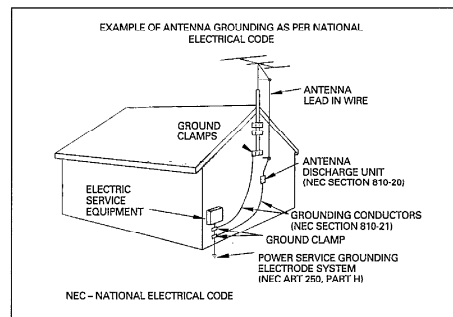 EXAMPLE OF ANTENNA GROUNDING AS PER NATIONAL
ELECTRICAL CODE
ANTENNA
LEAD IN WIRE
GROUND
CLAMPS
ANTENNA
DISCHARGE UNIT
(NEC SECTION 810-20)
ELECTRIC
SERVICE
EQUIPMENT
GROUNDING CONDUCTORS
(NEC SECTION 810-21)
GROUND CLAMP
POWER SERVICE GROUNDING
ELECTRODE SYSTEM
(NEC ART 250, PART H)
NEC – NATIONAL ELECTRICAL CODE